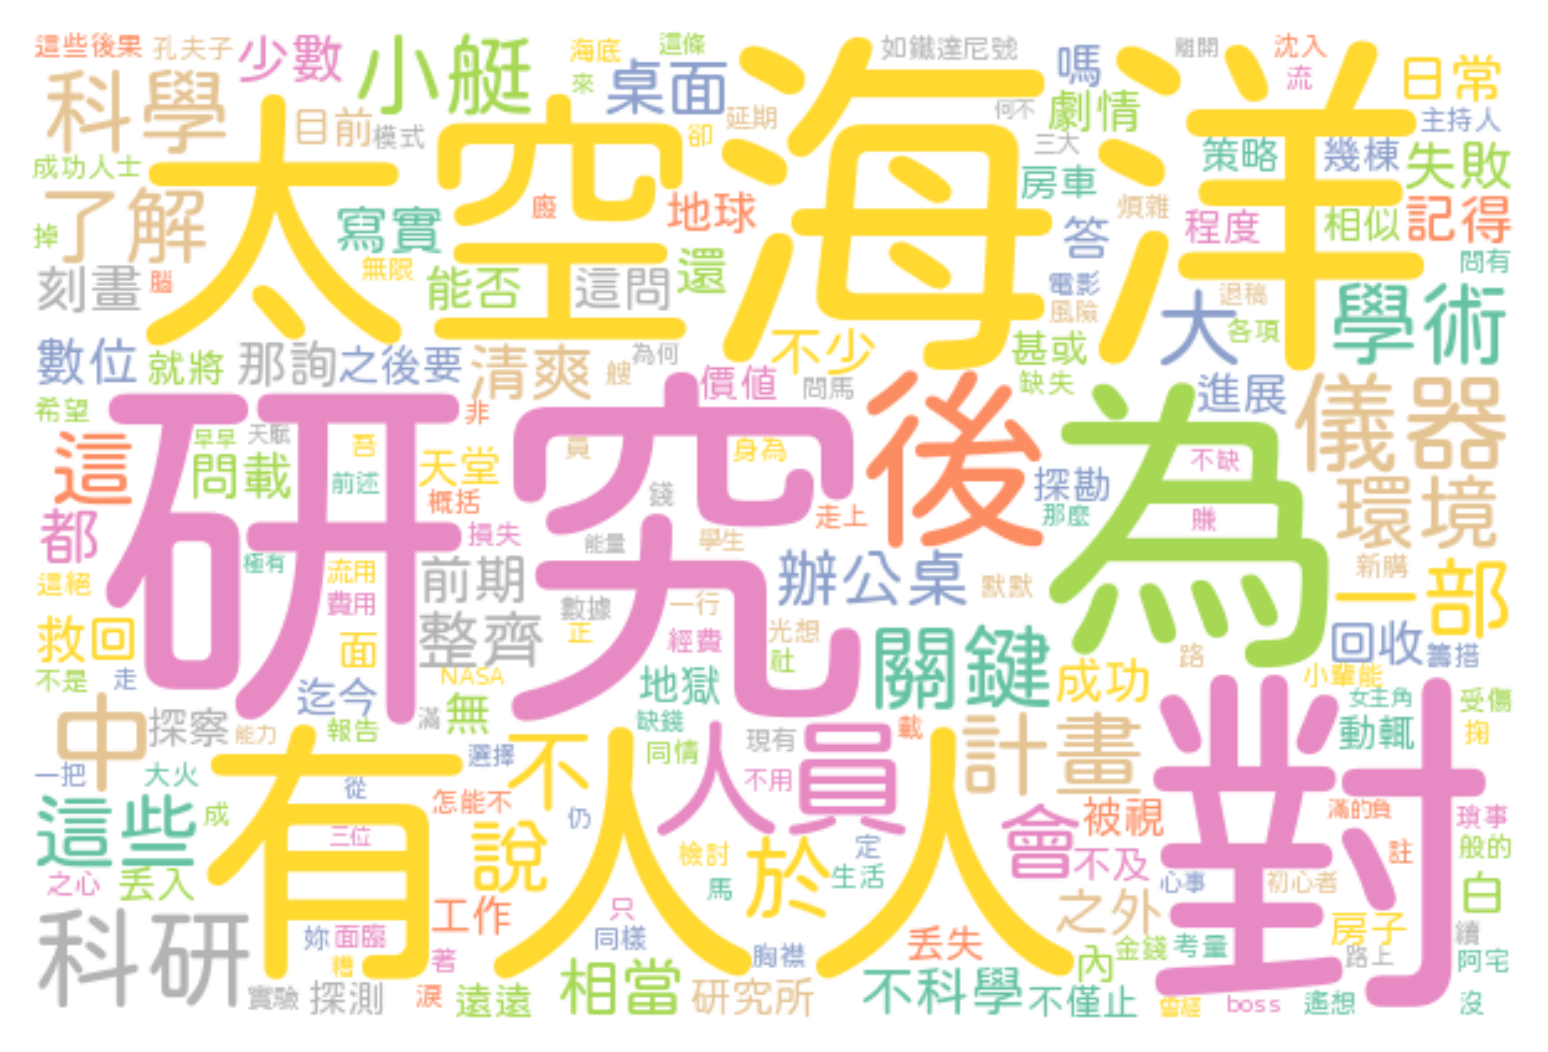 這些後果 孔夫子 少數 小艇 海底 這條 如鐵達尼號 嗎 離開 沈入 日常
科學 目前 模式 桌面 來 延期 卻 何不 劇情 流 主持人
成功人士 太空 海洋 三大 策略 幾棟 失敗
了解 寫實 廢 地球 房車 煩雜 答 程度 相似 記得
掉 刻畫 腦 無限 能否 這問 還 電影 風險 退稿 問有
數位 就將 那詢 之後要 清爽 艘 為何 不少 甚或 大 各項 學術
希望 早早 天賦 非 價值 問馬 缺失 進展 儀器
這 問載 吾 天堂 員 身為 後 為 不缺
前述 概括 錢 走上 探勘 那麼 賺 環境
都 研究 損失 能量 學生
這絕 極有 流用 前期 數據 一行 辦公桌 默默 新購 一部
救回 費用 面 整齊 正 經費 光想 社 關鍵 回收 籌措
不是 走 迄今 NASA 地獄 成功 路 小輩能
中 探察 能力 報告 滿 無 缺錢 載 計畫 女主角 受傷
一把 大火 從 選擇 不 同情 人員 現有 不用 動輒 掏
這些 成 有人 三位 怎能不 仍 人 會 被視 對 滿的負 瑣事
之心 丟入 說 檢討 馬 於 定 生活 不及 心事 初心者 註 般的
科研 妳 面臨 工作 只 同樣 之外 房子 白
糟 著 胸襟 丟失 內 金錢 考量 路上 續 阿宅
實驗 探測 淚 遠遠 相當 研究所 不科學 不僅止 曾經 boss 遙想 沒